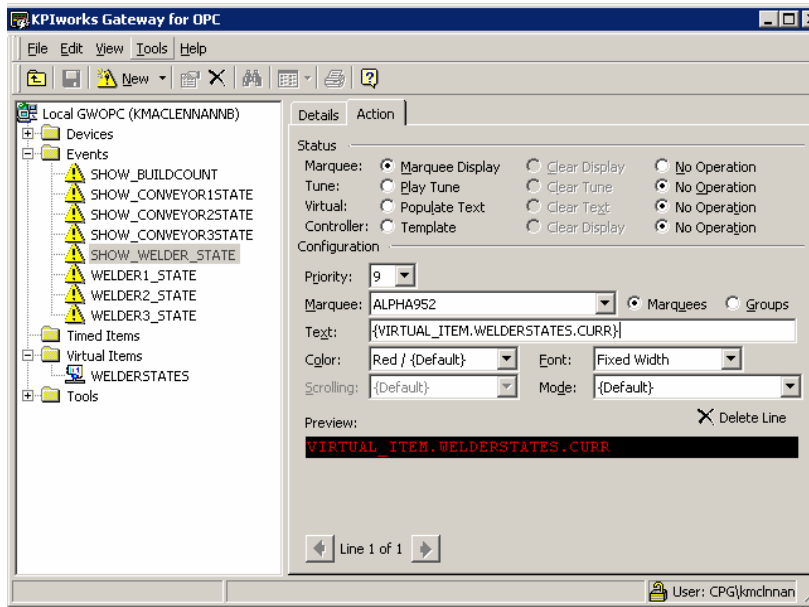 KPIworks Gateway for OPC
File Edit View Tools Help
New
Local GWOPC (KMACLENNANNB)
Devices
Events
SHOW_BUILDCOUNT
SHOW_CONVEYOR1STATE
SHOW_CONVEYOR2STATE
SHOW_CONVEYOR3STATE
SHOW_WELDER_STATE
WELDER1_STATE
WELDER2_STATE
WELDER3_STATE
Timed Items
Virtual Items
WELDERSTATES
Tools
Details Action
Status
Marquee: Marquee Display Clear Display No Operation
Tune: Play Tune Clear Tune No Operation
Virtual: Populate Text Clear Text No Operation
Controller: Template Clear Display No Operation
Configuration
Priority: 9
Marquee: ALPHA952 Marquees Groups
Text: {VIRTUAL_ITEM.WELDERSTATES.CURR}
Color: Red / {Default} Font: Fixed Width
Scrolling: {Default} Mode: {Default}
Preview: Delete Line
VIRTUAL_ITEM.WELDERSTATES.CURR
Line 1 of 1
User: CPG\kmclnnan